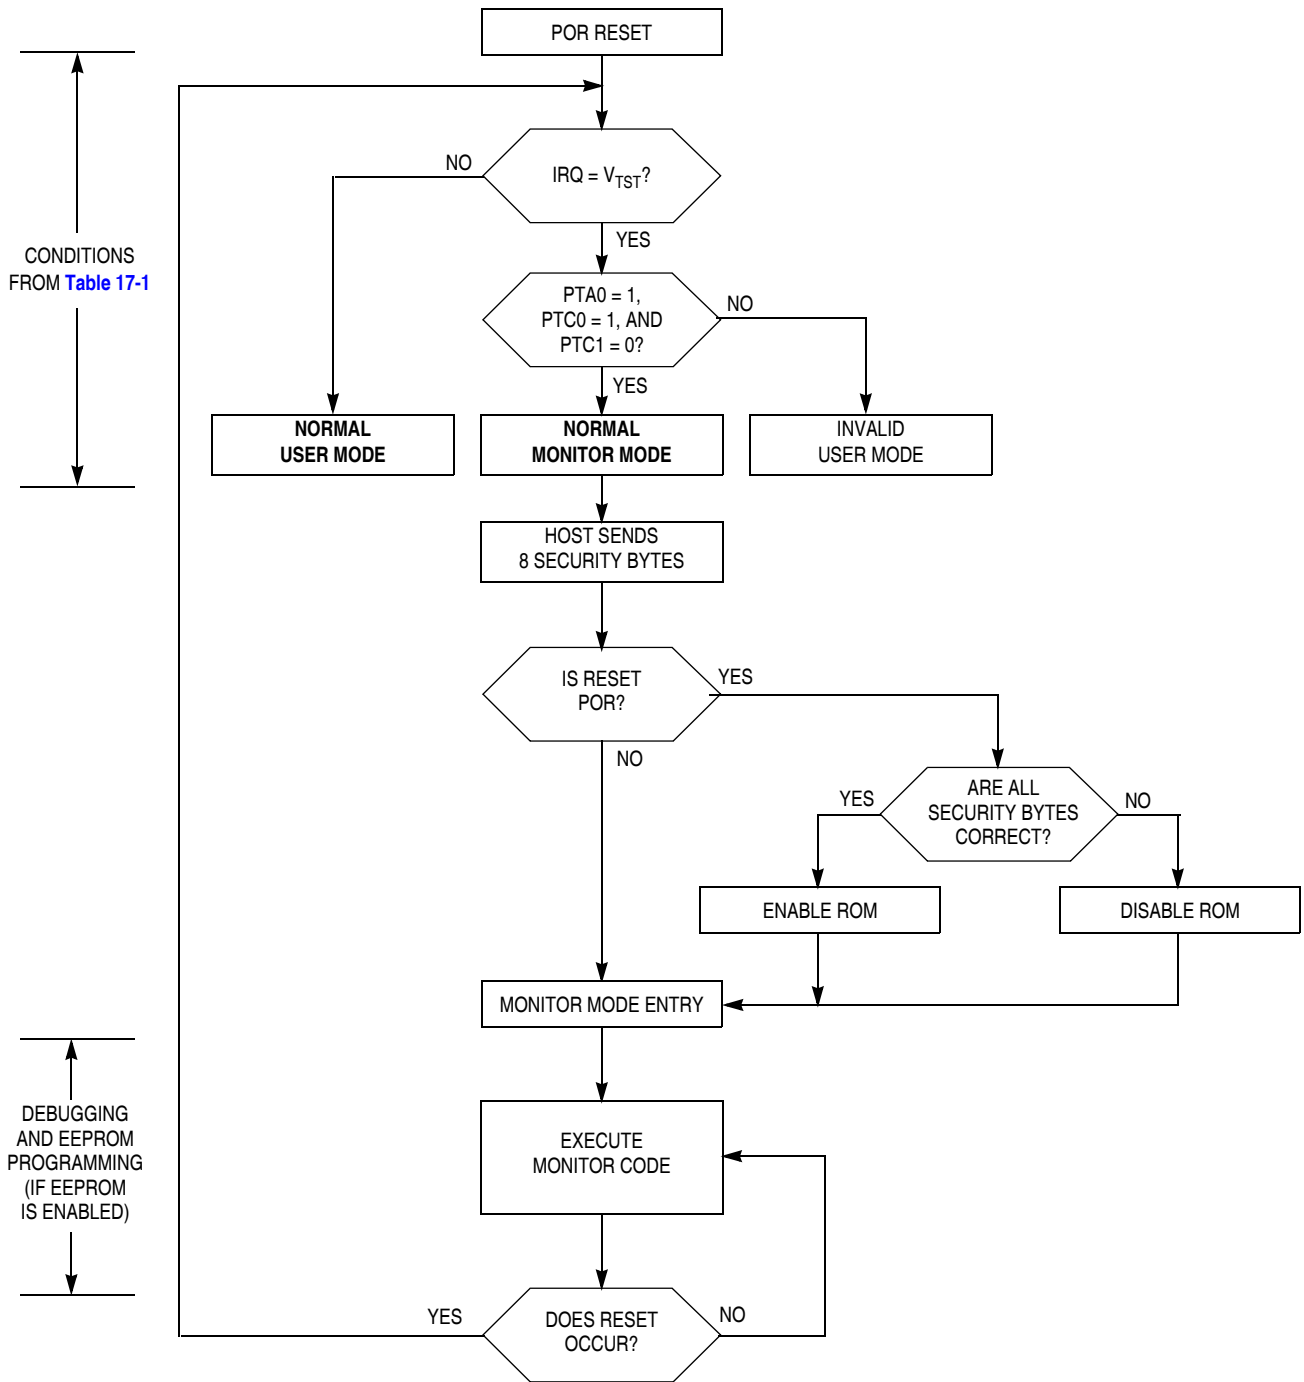 POR RESET
NO
IRQ = VTST?
YES
CONDITIONS
FROM Table 17-1
PTA0 = 1,
PTC0 = 1, AND
PTC1 = 0?
NO
YES
NORMAL
USER MODE
NORMAL
MONITOR MODE
INVALID
USER MODE
HOST SENDS
8 SECURITY BYTES
IS RESET
POR?
YES
NO
ARE ALL
SECURITY BYTES
CORRECT?
YES
NO
ENABLE ROM
DISABLE ROM
MONITOR MODE ENTRY
DEBUGGING
AND EEPROM
PROGRAMMING
(IF EEPROM
IS ENABLED)
EXECUTE
MONITOR CODE
YES
DOES RESET
OCCUR?
NO